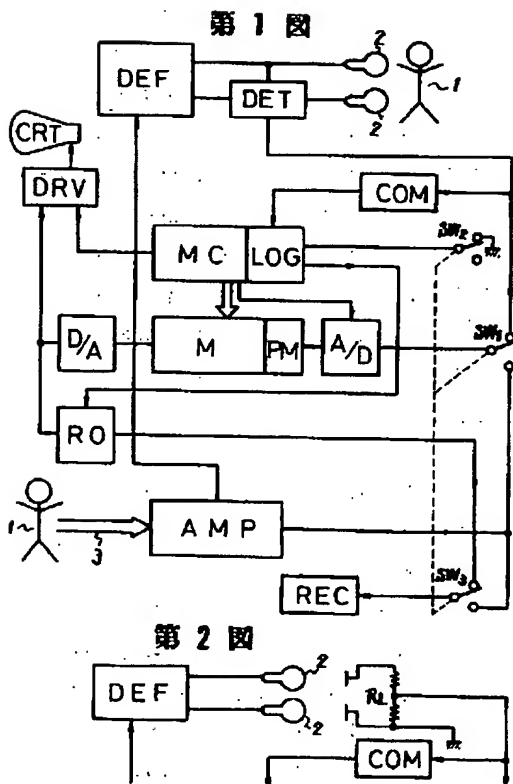 第1図
DEF
DET
2
2
1
CRT
DRV
COM
MC
LOG
SW2
D/A
M
PM
A/D
SW1
RO
1
3
AMP
REC
SW3
第2図
DEF
2
2
RL
COM